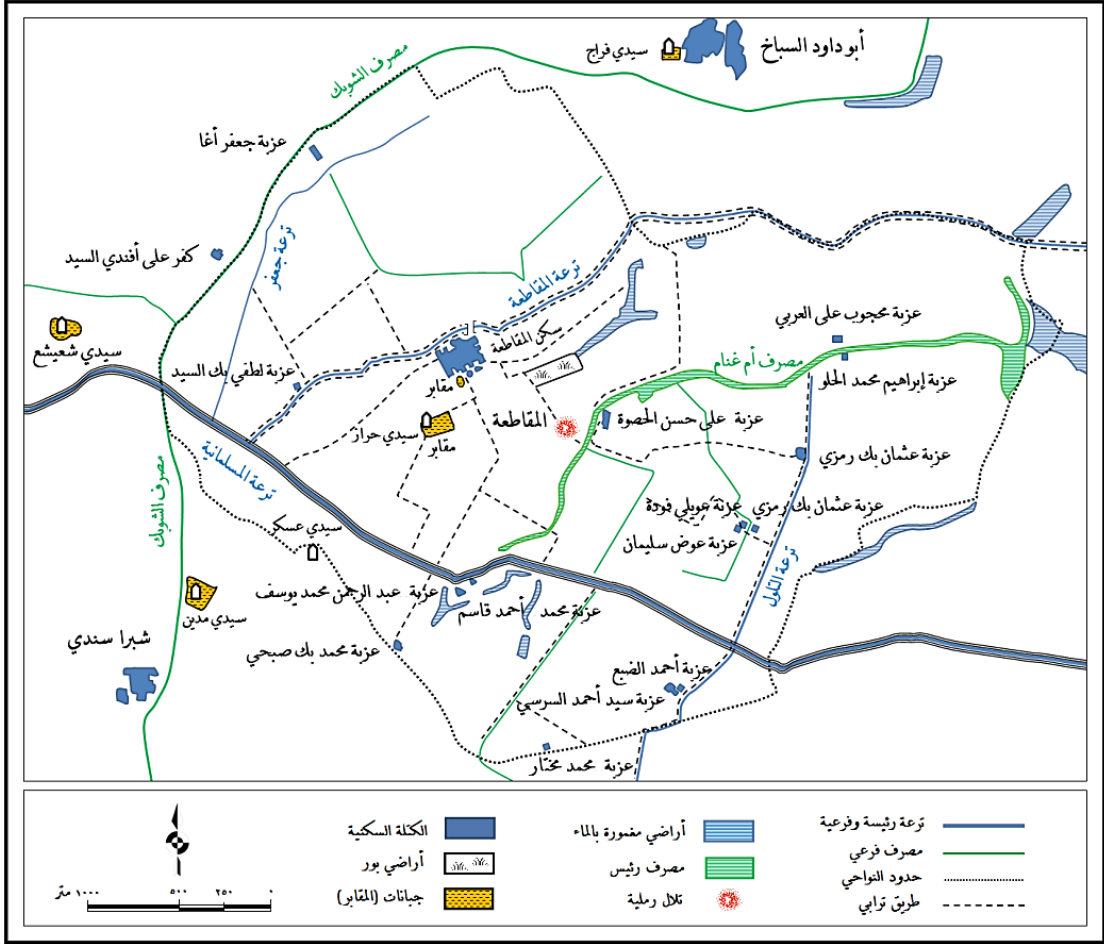 أبو داود السباخ
سيدي فراج
مصرف الشوبك
عزبة جعفر أغا
كفر على أفندي السيد
ترعة جعفر
ترعة المقاطعة
سكن المقاطعة
سيدي شعيشع
عزبة لطفي بك السيد
مقابر
عزبة محجوب على العربي
مصرف أم غنام
عزبة إبراهيم محمد الحلو
سيدي حراز
مقابر
المقاطعة
عزبة على حسن الحصوة
عزبة عثمان بك رمزي
ترعة المسلمانية
مصرف الشوبك
عزبة عثمان بك رمزي
عزبة عويلي فودة
عزبة عوض سليمان
سيدي عسكر
ترعة التلول
سيدي مدين
عزبة عبد الرحمن محمد يوسف
عزبة محمد أحمد قاسم
شبرا سندي
عزبة محمد بك صبحي
عزبة أحمد الضبع
عزبة سيد أحمد السرسي
عزبة محمد مختار
ترعة رئيسة وفرعية
مصرف فرعي
حدود النواحي
طريق ترابي
أراضي مغمورة بالماء
مصرف رئيس
تلال رملية
الكتلة السكنية
أراضي بور
جبانات (المقابر)
٠ ٢٥٠ ٥٠٠ ١٠٠٠ متر